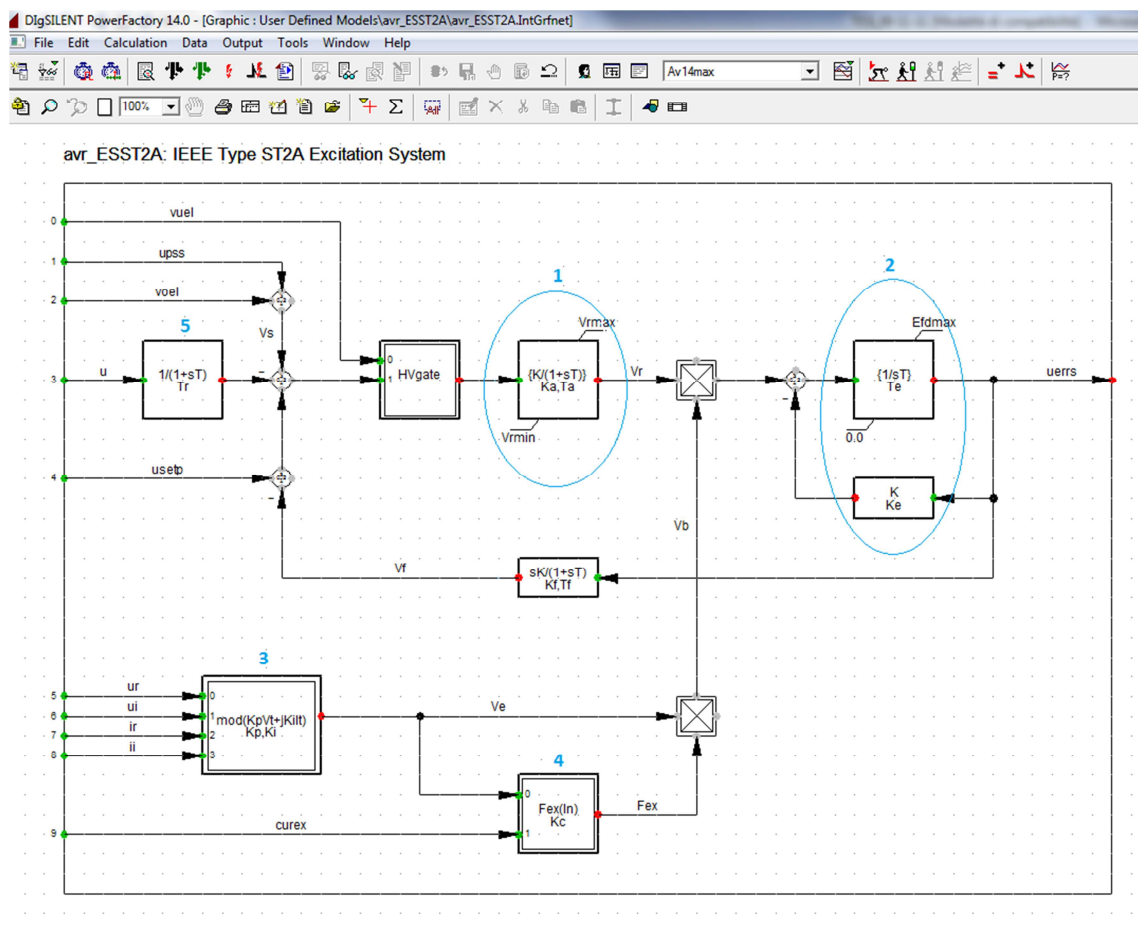 DIgSILENT PowerFactory 14.0 - [Graphic : User Defined Models\avr_ESST2A\avr_ESST2A.IntGrfnet]
File Edit Calculation Data Output Tools Window Help
Av14max
P=?
100%
avr_ESST2A: IEEE Type ST2A Excitation System
0
vuel
1
upss
2
voel
Vs
5
3
u
1/(1+sT)
Tr
-
0
1
HVgate
1
Vrmax
{K/(1+sT)}
Ka,Ta
Vrmin
Vr
-
2
Efdmax
{1/sT}
Te
0.0
uerrs
K
Ke
4
usetp
-
Vb
Vf
sK/(1+sT)
Kf,Tf
3
5
ur
0
6
ui
1
mod(KpVt+jKiIt)
Kp,Ki
7
ir
2
8
ii
3
Ve
4
0
Fex(In)
Kc
1
Fex
9
curex